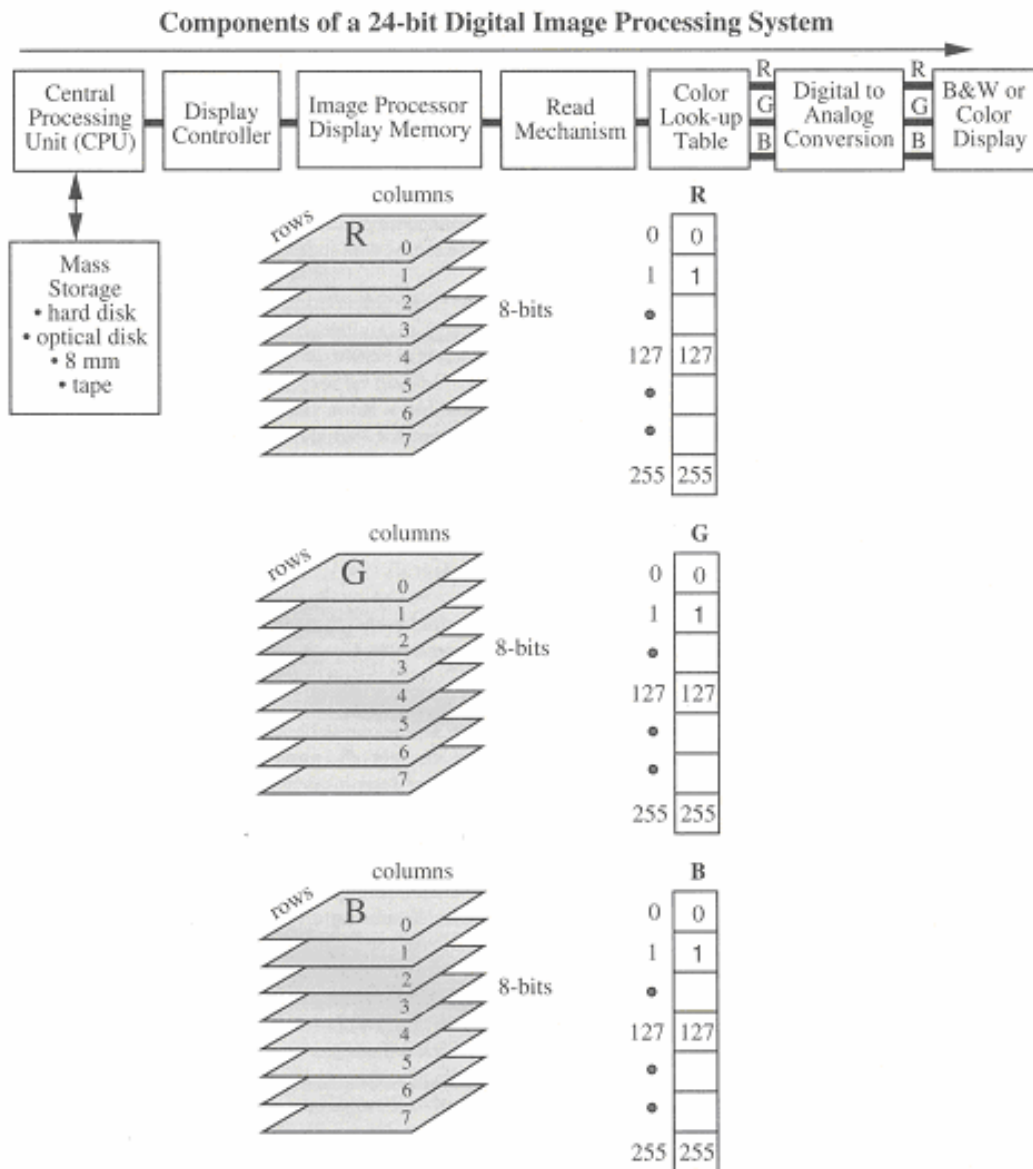 Components of a 24-bit Digital Image Processing System
Central
Processing
Unit (CPU)
Display
Controller
Image Processor
Display Memory
Read
Mechanism
Color
Look-up
Table
R
G
B
Digital to
Analog
Conversion
R
G
B
B&W or
Color
Display
Mass
Storage
• hard disk
• optical disk
• 8 mm
• tape
columns
rows
R
0
1
2
3
4
5
6
7
8-bits
R
0 0
1 1
•
127 127
•
•
255 255
columns
rows
G
0
1
2
3
4
5
6
7
8-bits
G
0 0
1 1
•
127 127
•
•
255 255
columns
rows
B
0
1
2
3
4
5
6
7
8-bits
B
0 0
1 1
•
127 127
•
•
255 255